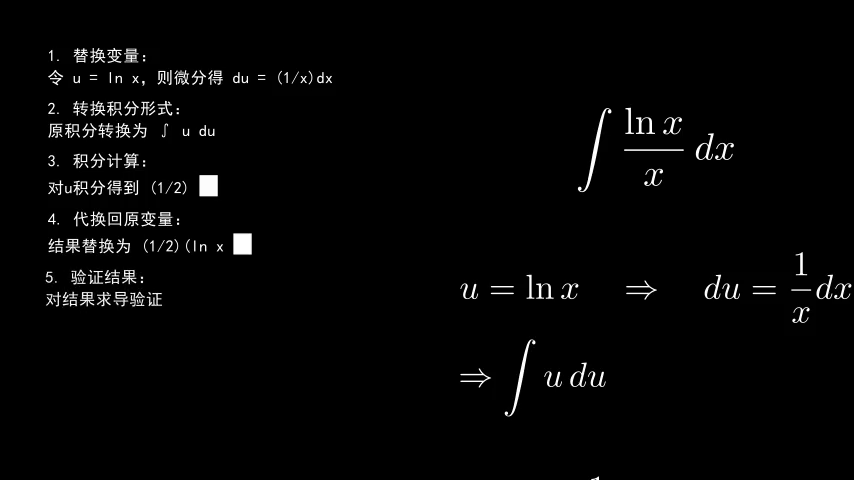 1. 替换变量:
令 u = ln x，则微分得 du = (1/x)dx
2. 转换积分形式:
原积分转换为 ∫ u du
3. 积分计算:
对u积分得到 (1/2)
4. 代换回原变量:
结果替换为 (1/2)(ln x
5. 验证结果:
对结果求导验证
∫ ln x / x dx
u = ln x ⇒ du = 1/x dx
⇒ ∫ u du